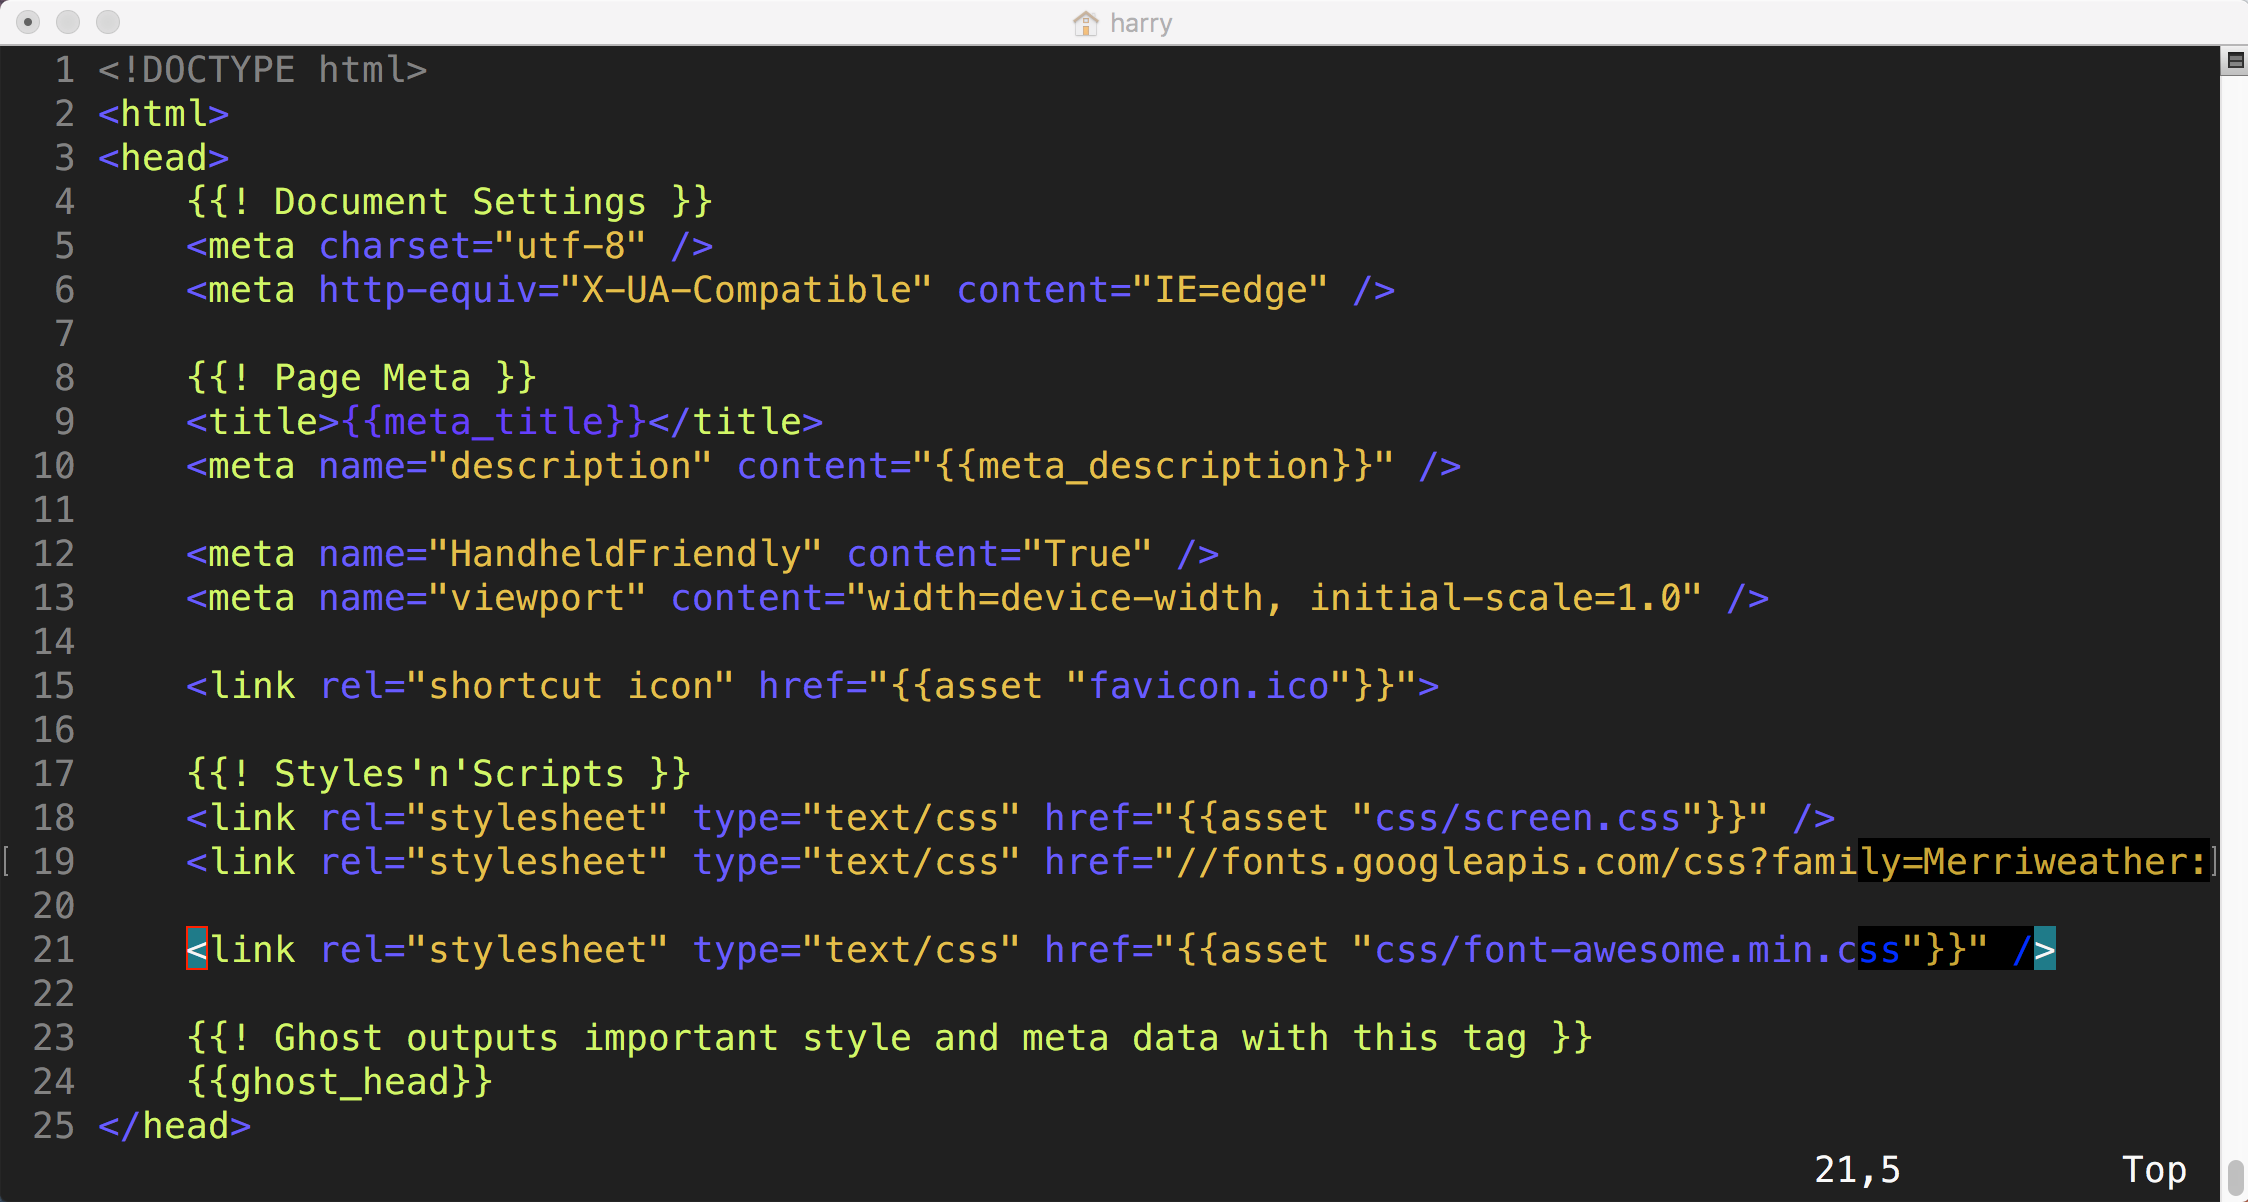 harry
1 <!DOCTYPE html>
2 <html>
3 <head>
4     {{! Document Settings }}
5     <meta charset="utf-8" />
6     <meta http-equiv="X-UA-Compatible" content="IE=edge" />
7
8     {{! Page Meta }}
9     <title>{{meta_title}}</title>
10     <meta name="description" content="{{meta_description}}" />
11
12     <meta name="HandheldFriendly" content="True" />
13     <meta name="viewport" content="width=device-width, initial-scale=1.0" />
14
15     <link rel="shortcut icon" href="{{asset "favicon.ico"}}">
16
17     {{! Styles'n'Scripts }}
18     <link rel="stylesheet" type="text/css" href="{{asset "css/screen.css"}}" />
19     <link rel="stylesheet" type="text/css" href="//fonts.googleapis.com/css?family=Merriweather:
20
21     <link rel="stylesheet" type="text/css" href="{{asset "css/font-awesome.min.css"}}" />
22
23     {{! Ghost outputs important style and meta data with this tag }}
24     {{ghost_head}}
25 </head>
21,5 Top